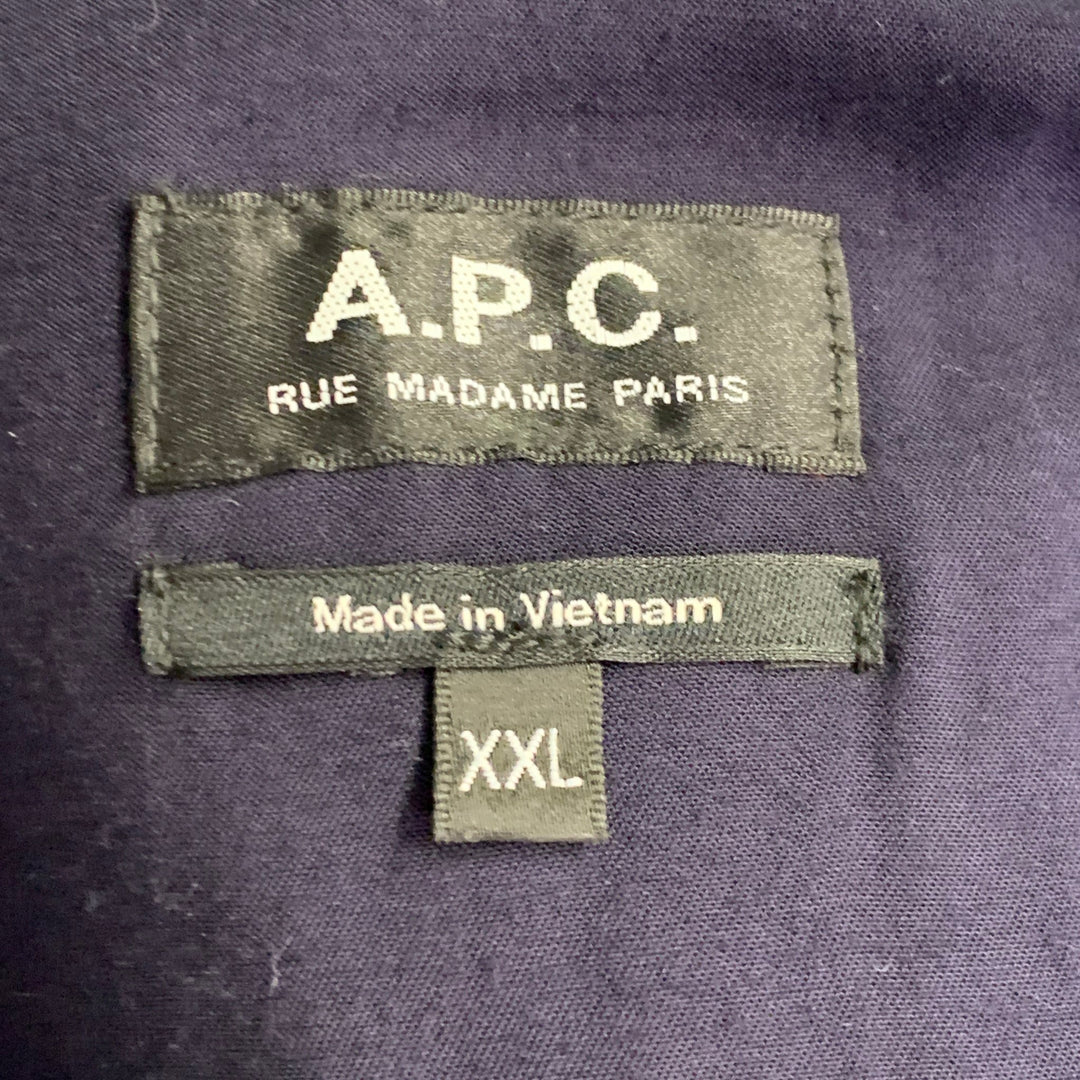 A.P.C.
RUE MADAME PARIS
Made in Vietnam
XXL